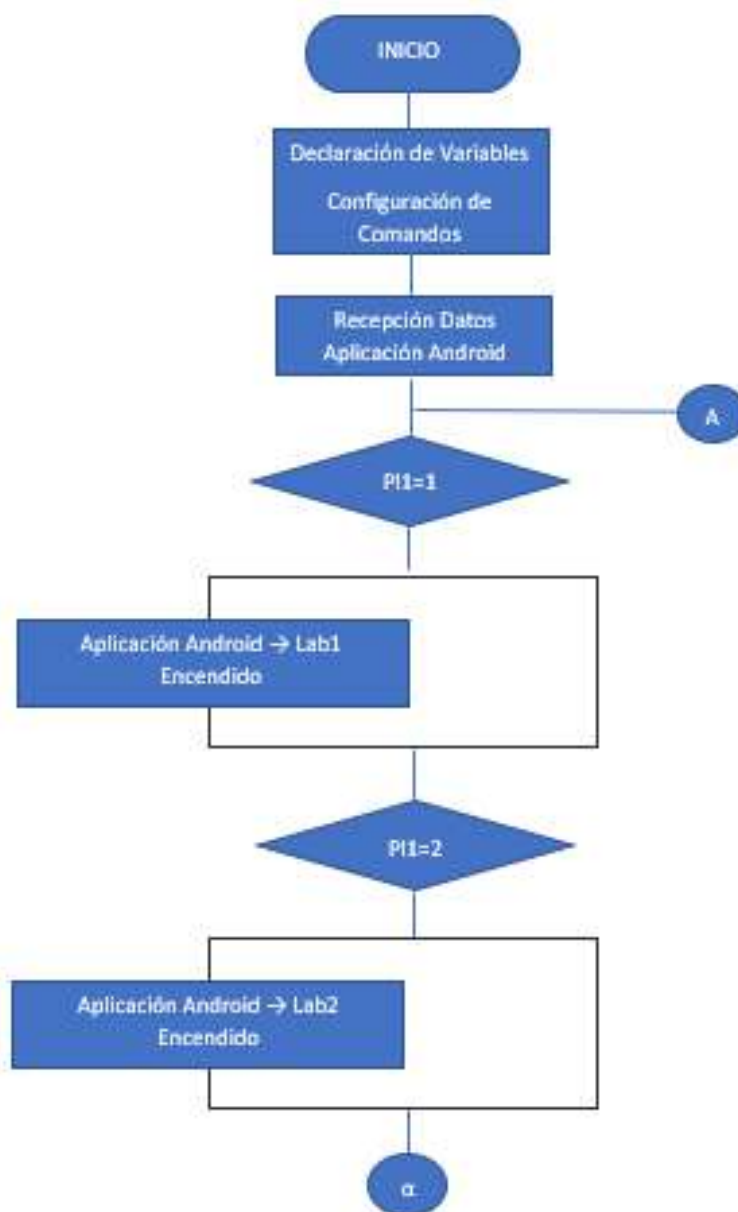 INICIO
Declaración de Variables
Configuración de
Comandos
Recepción Datos
Aplicación Android
A
PI1=1
Aplicación Android → Lab1
Encendido
PI1=2
Aplicación Android → Lab2
Encendido
α